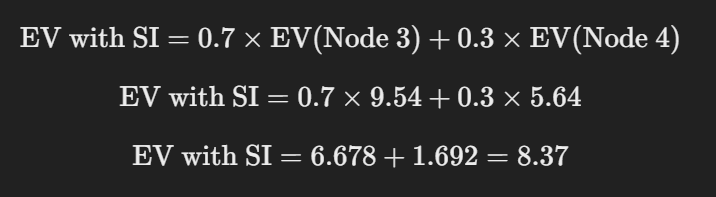 EV with SI = 0.7 × EV(Node 3) + 0.3 × EV(Node 4)
EV with SI = 0.7 × 9.54 + 0.3 × 5.64
EV with SI = 6.678 + 1.692 = 8.37